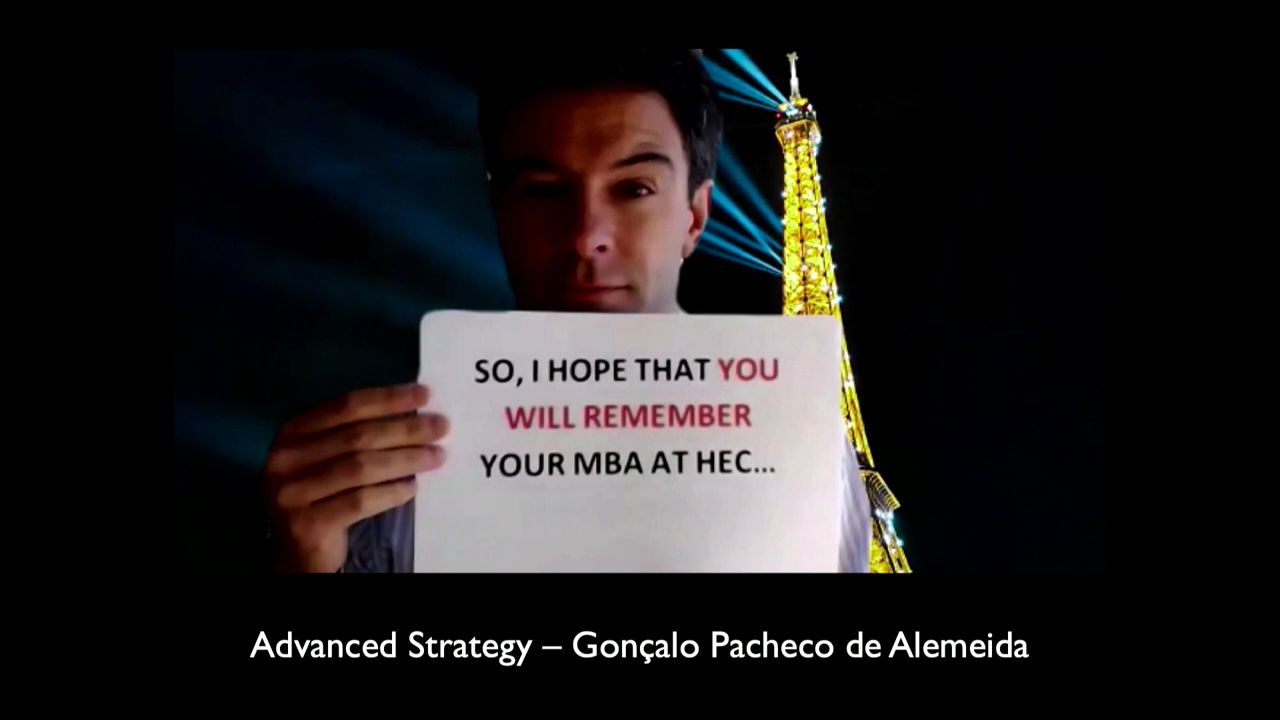 SO, I HOPE THAT YOU
WILL REMEMBER
YOUR MBA AT HEC...
Advanced Strategy – Gonçalo Pacheco de Alemeida